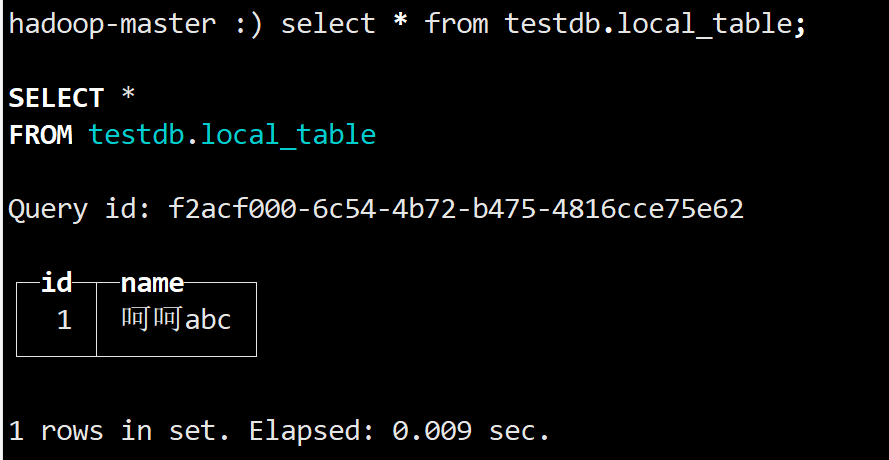 hadoop-master :) select * from testdb.local_table;
SELECT *
FROM testdb.local_table
Query id: f2acf000-6c54-4b72-b475-4816cce75e62
id name
1 呵呵abc
1 rows in set. Elapsed: 0.009 sec.